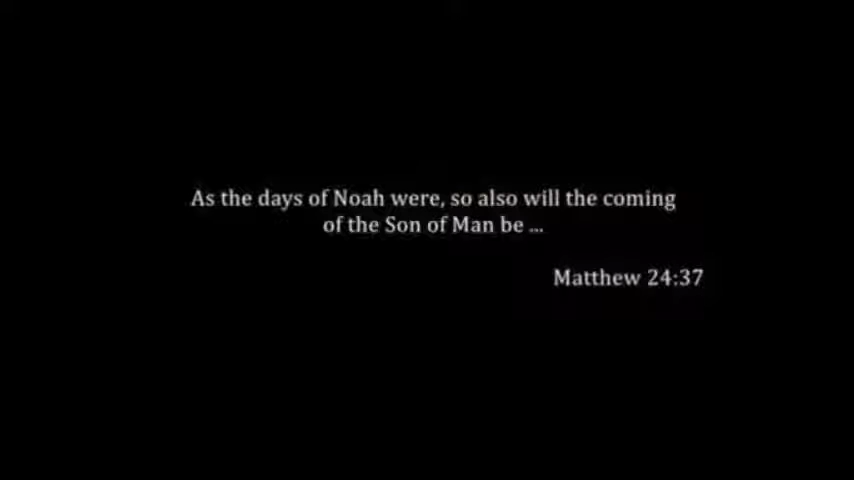 As the days of Noah were, so also will the coming
of the Son of Man be ...
Matthew 24:37